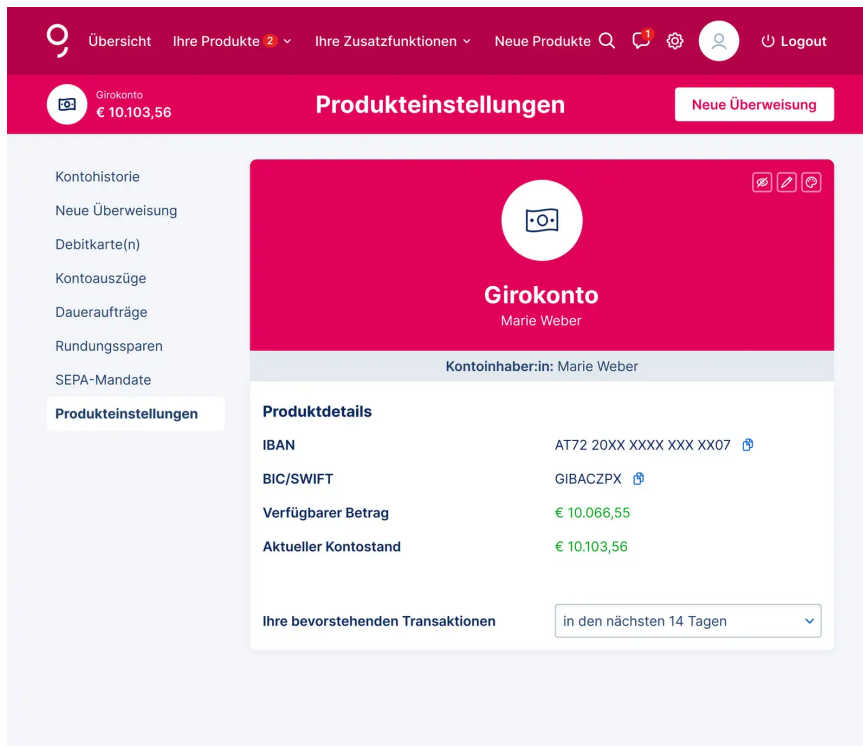 Übersicht Ihre Produkte 2 Ihre Zusatzfunktionen Neue Produkte 1 Logout
Girokonto
€ 10.103,56
Produkteinstellungen
Neue Überweisung
Kontohistorie
Neue Überweisung
Debitkarte(n)
Kontoauszüge
Daueraufträge
Rundungssparen
SEPA-Mandate
Produkteinstellungen
Girokonto
Marie Weber
Kontoinhaber:in: Marie Weber
Produktdetails
IBAN AT72 20XX XXXX XXX XX07
BIC/SWIFT GIBACZPX
Verfügbarer Betrag € 10.066,55
Aktueller Kontostand € 10.103,56
Ihre bevorstehenden Transaktionen in den nächsten 14 Tagen